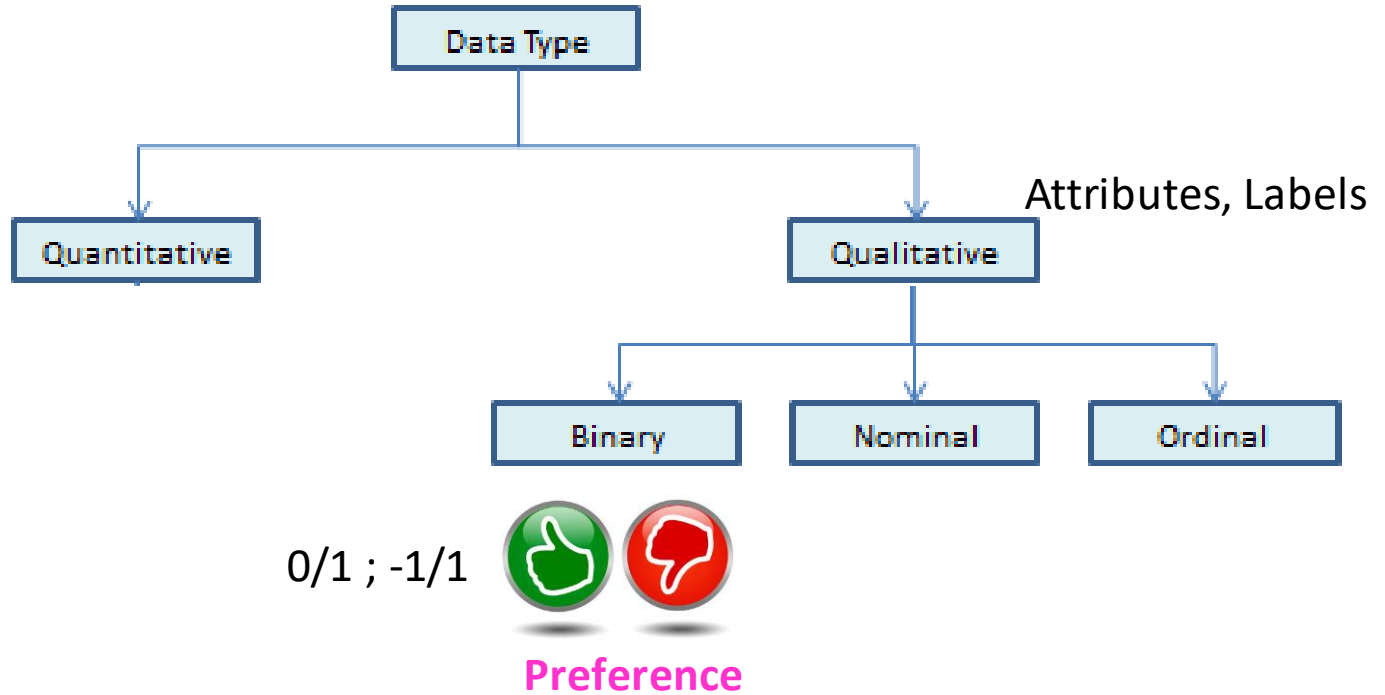 Data Type
Attributes, Labels
Quantitative
Qualitative
Binary
Nominal
Ordinal
0/1 ; -1/1
Preference